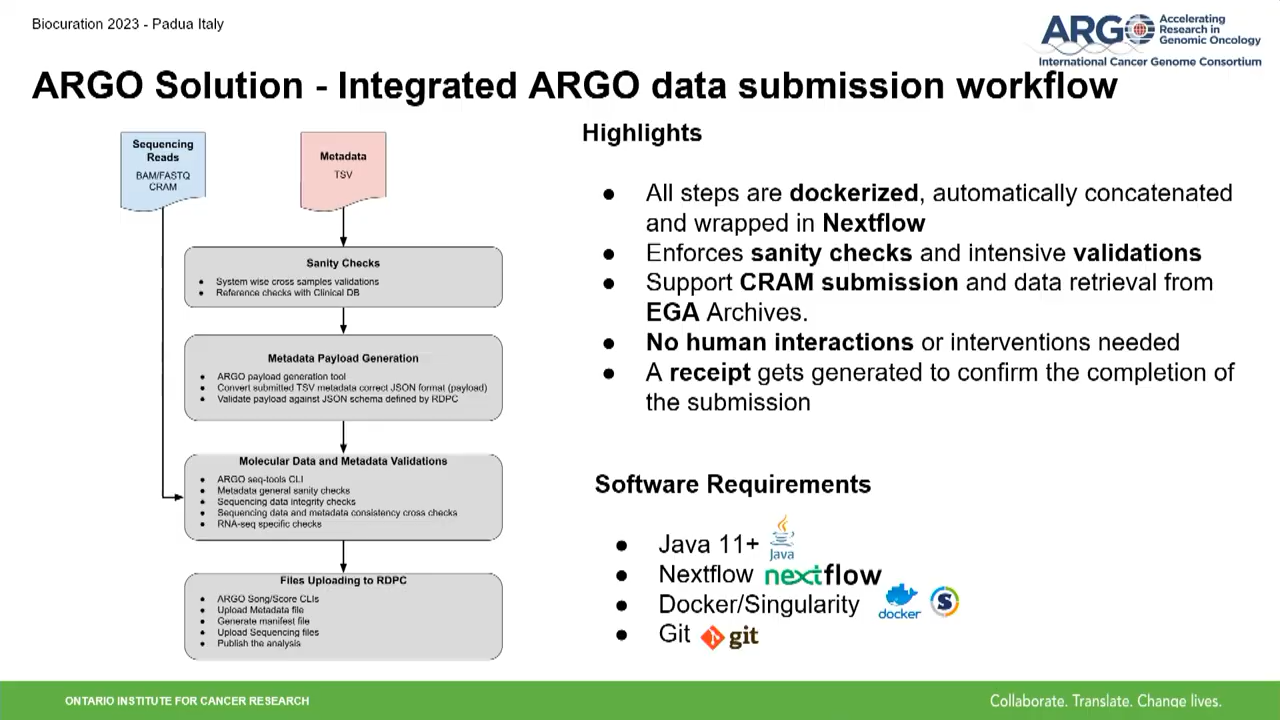 Biocuration 2023 - Padua Italy
ARGO
Accelerating
Research in
Genomic Oncology
International Cancer Genome Consortium
ARGO Solution - Integrated ARGO data submission workflow
Sequencing
Reads
BAM/FASTQ
CRAM
Metadata
TSV
Sanity Checks
● System wise cross samples validations
● Reference checks with Clinical DB
Metadata Payload Generation
● ARGO payload generation tool
● Convert submitted TSV metadata correct JSON format (payload)
● Validate payload against JSON schema defined by RDPC
Molecular Data and Metadata Validations
● ARGO seq-tools CLI
● Metadata general sanity checks
● Sequencing data integrity checks
● Sequencing data and metadata consistency cross checks
● RNA-seq specific checks
Files Uploading to RDPC
● ARGO Song/Score CLIs
● Upload Metadata file
● Generate manifest file
● Upload Sequencing files
● Publish the analysis
Highlights
● All steps are dockerized, automatically concatenated
and wrapped in Nextflow
● Enforces sanity checks and intensive validations
● Support CRAM submission and data retrieval from
EGA Archives.
● No human interactions or interventions needed
● A receipt gets generated to confirm the completion of
the submission
Software Requirements
● Java 11+ Java
● Nextflow nextflow
● Docker/Singularity docker S
● Git git
ONTARIO INSTITUTE FOR CANCER RESEARCH
Collaborate. Translate. Change lives.